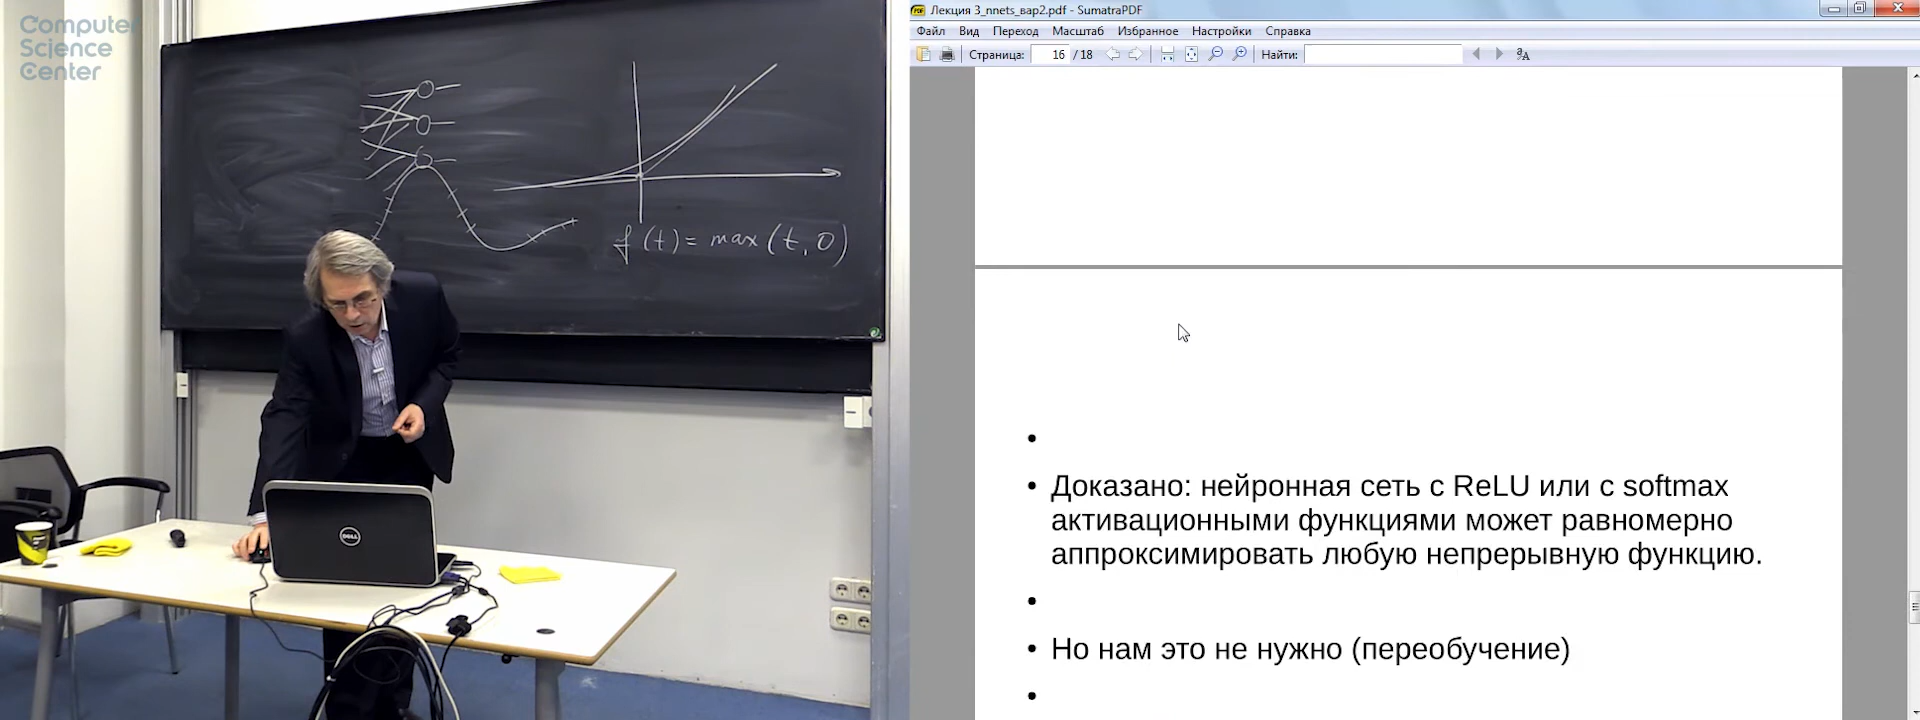 Computer
Science
Center
f(t) = max(t, 0)
DELL
Лекция 3_nnets_вар2.pdf - SumatraPDF
Файл Вид Переход Масштаб Избранное Настройки Справка
Страница: 16 / 18 Найти:
• Доказано: нейронная сеть с ReLU или с softmax
активационными функциями может равномерно
аппроксимировать любую непрерывную функцию.
• Но нам это не нужно (переобучение)